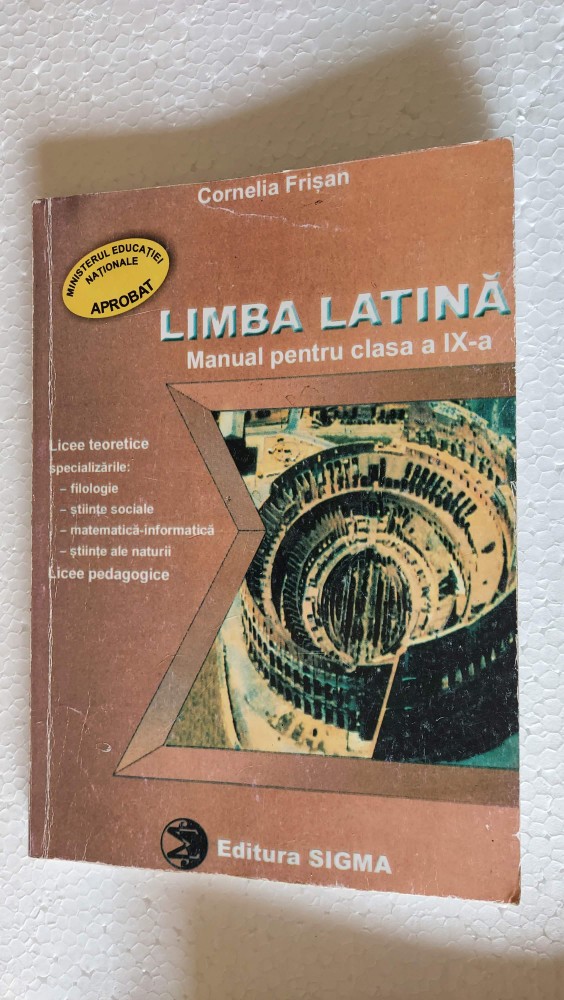 Cornelia Frișan
MINISTERUL EDUCAȚIEI
NAȚIONALE
APROBAT
LIMBA LATINĂ
Manual pentru clasa a IX-a
Licee teoretice
specializările:
– filologie
– științe sociale
– matematică-informatică
– științe ale naturii
Licee pedagogice
Editura SIGMA